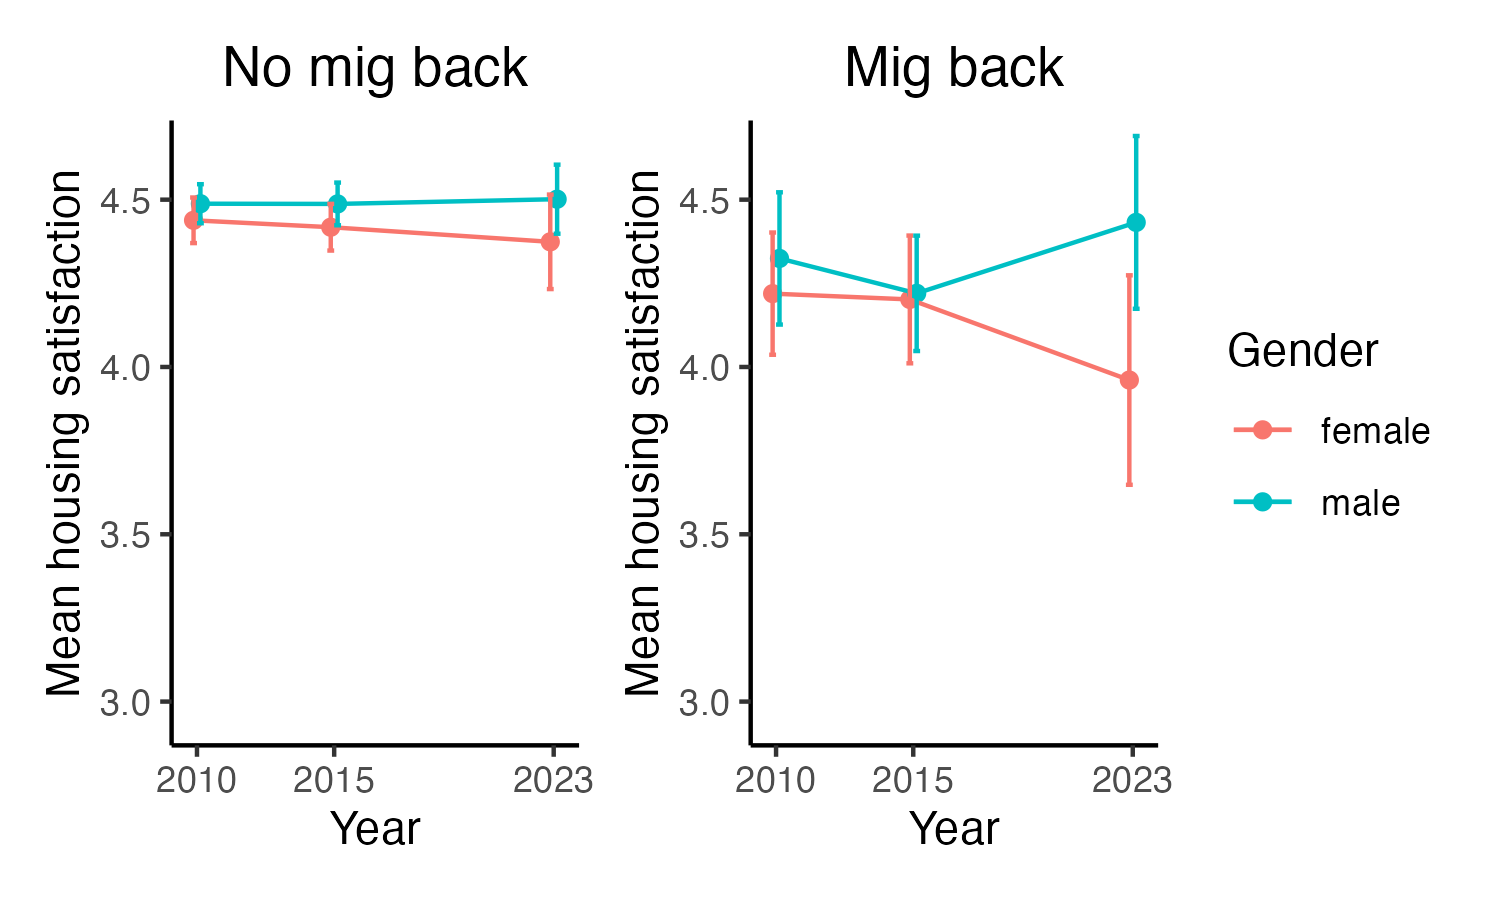 No mig back
Mean housing satisfaction
4.5
4.0
3.5
3.0
2010 2015 2023
Year
Mig back
Mean housing satisfaction
4.5
4.0
3.5
3.0
2010 2015 2023
Year
Gender
female
male